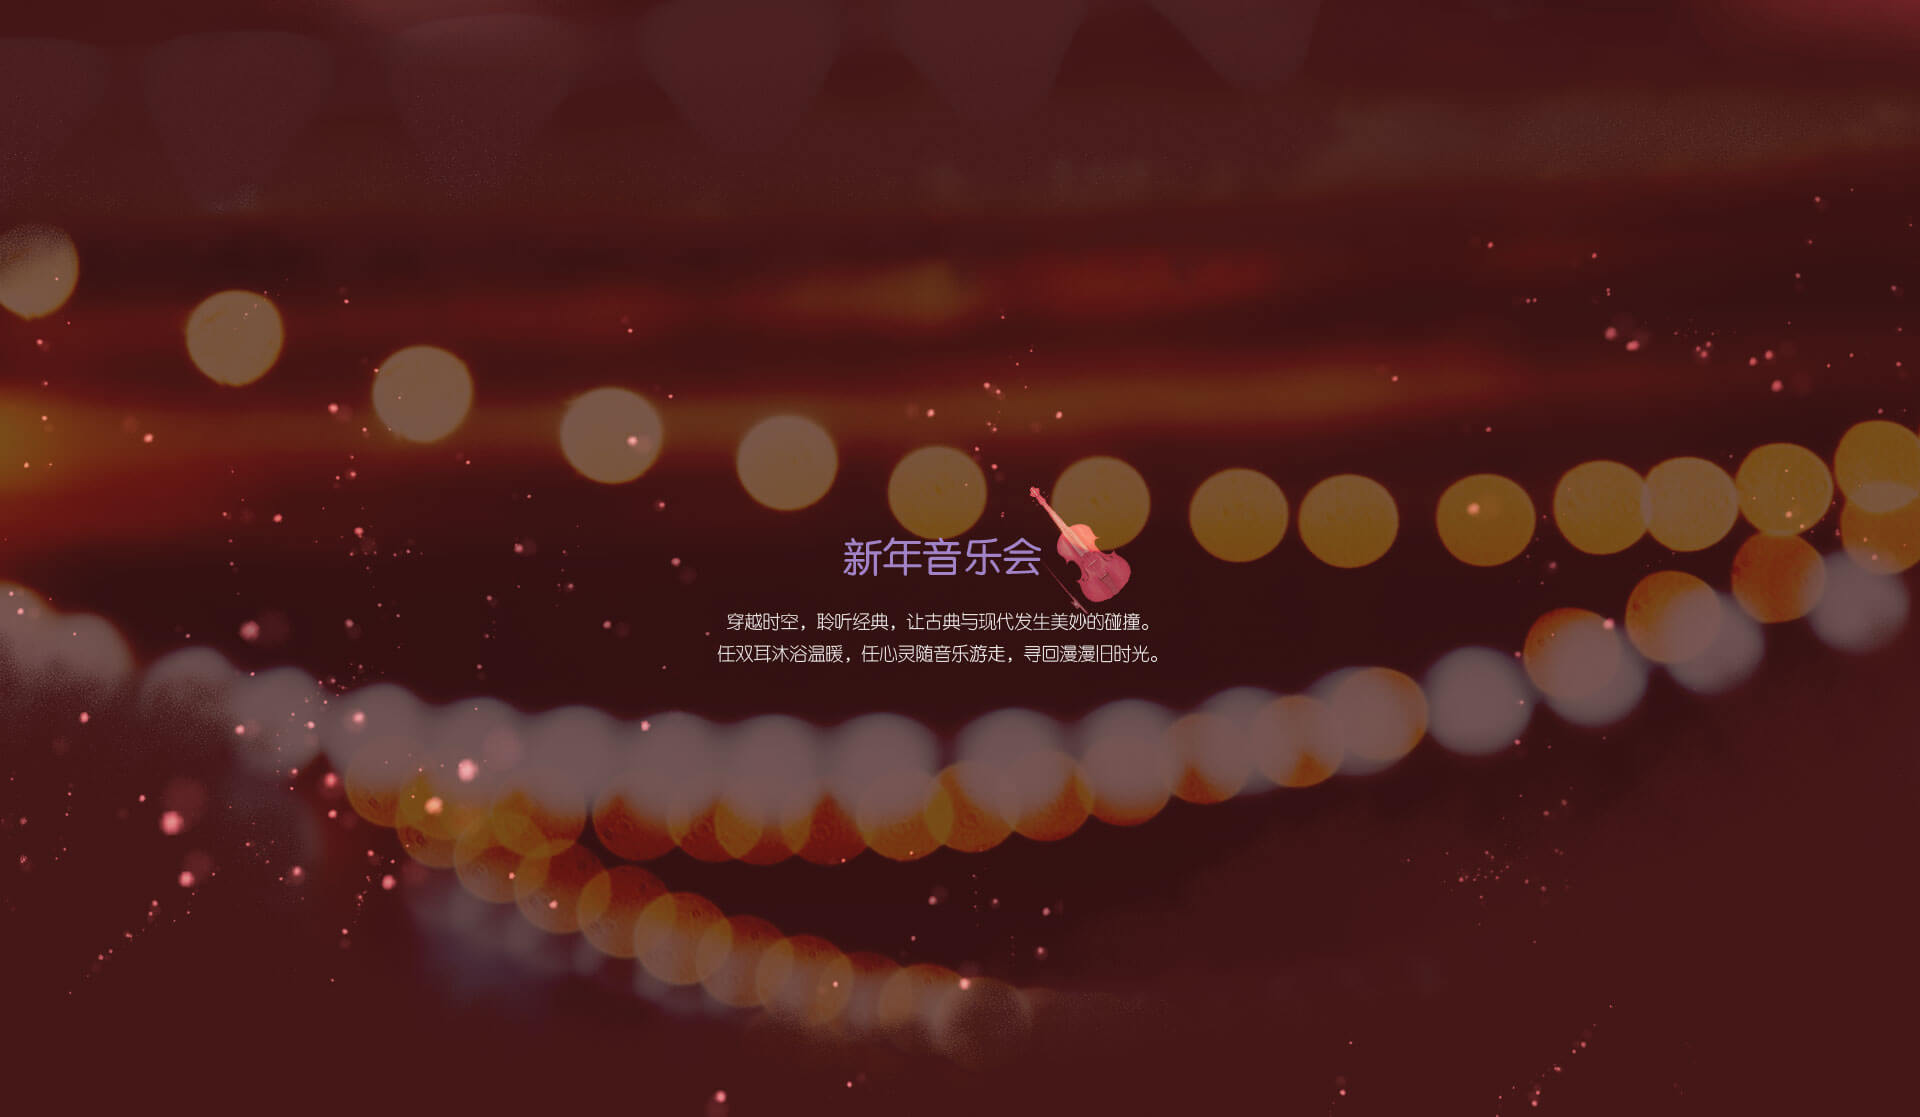 新年音乐会
穿越时空，聆听经典，让古典与现代发生美妙的碰撞。
任双耳沐浴温暖，任心灵随音乐游走，寻回漫漫旧时光。